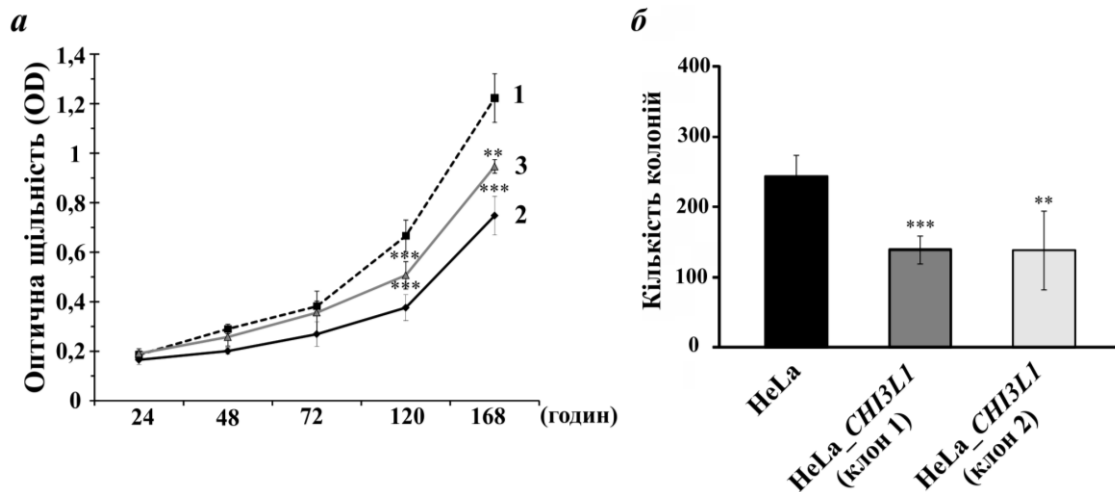 а
Оптична щільність (OD)
1,4
1,2
1
0,8
0,6
0,4
0,2
0
1
**
3
***
2
***
***
24 48 72 120 168 (годин)
б
Кількість колоній
400
300
200
100
0
***
**
HeLa
HeLa_CHI3L1
(клон 1)
HeLa_CHI3L1
(клон 2)